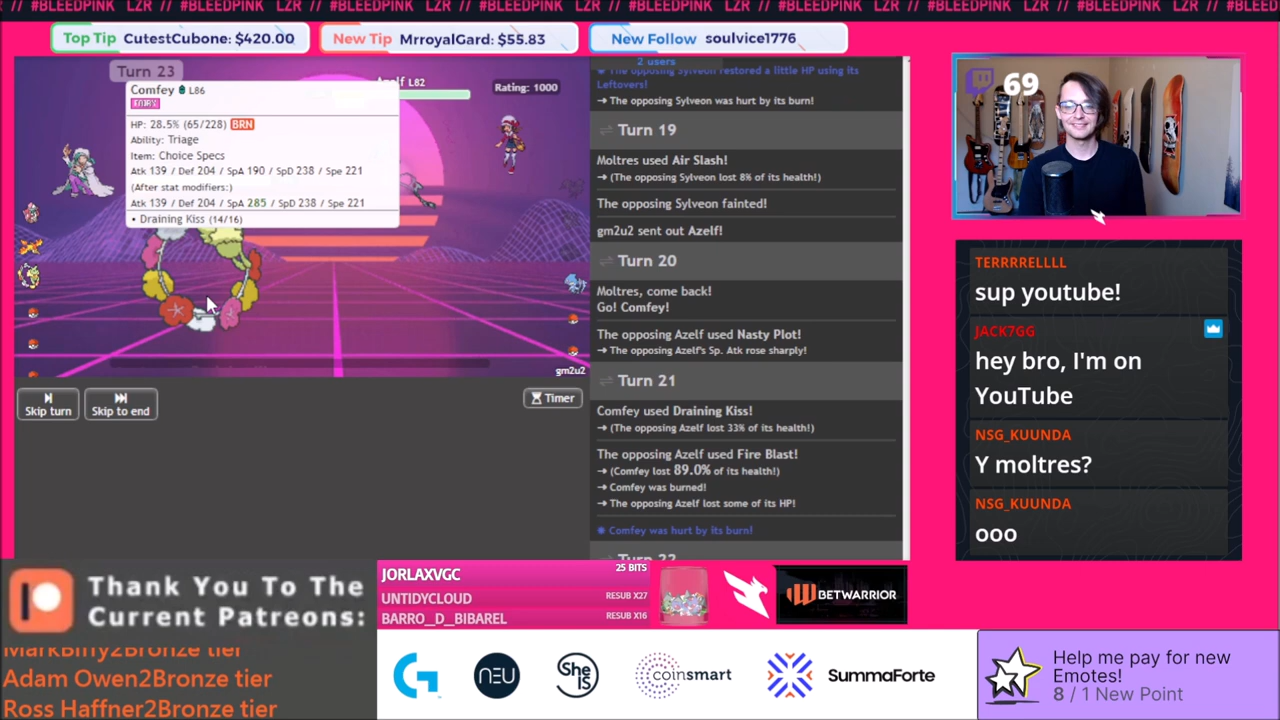 // #BLEEDPINK LZR // #BLEEDPINK LZR // #BLEEDPINK LZR // #BLEEDPINK LZR // #BLEEDPINK LZR // #BLEEDPINK LZR // #BLEED
Top Tip CutestCubone: $420.00
New Tip MrroyalGard: $55.83
New Follow soulvice1776
Turn 23
Comfey L86
FAIRY
HP: 28.5% (65/228) BRN
Ability: Triage
Item: Choice Specs
Atk 139 / Def 204 / SpA 190 / SpD 238 / Spe 221
(After stat modifiers:)
Atk 139 / Def 204 / SpA 285 / SpD 238 / Spe 221
• Draining Kiss (14/16)
Azelf L82
Rating: 1000
gm2u2
Skip turn
Skip to end
Timer
2 users
The opposing Sylveon restored a little HP using its
Leftovers!
The opposing Sylveon was hurt by its burn!
Turn 19
Moltres used Air Slash!
(The opposing Sylveon lost 8% of its health!)
The opposing Sylveon fainted!
gm2u2 sent out Azelf!
Turn 20
Moltres, come back!
Go! Comfey!
The opposing Azelf used Nasty Plot!
The opposing Azelf's Sp. Atk rose sharply!
Turn 21
Comfey used Draining Kiss!
(The opposing Azelf lost 33% of its health!)
The opposing Azelf used Fire Blast!
(Comfey lost 89.0% of its health!)
Comfey was burned!
The opposing Azelf lost some of its HP!
Comfey was hurt by its burn!
Turn 22
69
TERRRRELLLL
sup youtube!
JACK7GG
hey bro, I'm on
YouTube
NSG_KUUNDA
Y moltres?
NSG_KUUNDA
ooo
Thank You To The
Current Patreons:
MarkBiffy2Bronze tier
Adam Owen2Bronze tier
Ross Haffner2Bronze tier
JORLAXVGC 25 BITS
UNTIDYCLOUD RESUB X27
BARRO__D__BIBAREL RESUB X16
BETWARRIOR
G
NEU
She IS
coinsmart
SummaForte
Help me pay for new
Emotes!
8 / 1 New Point